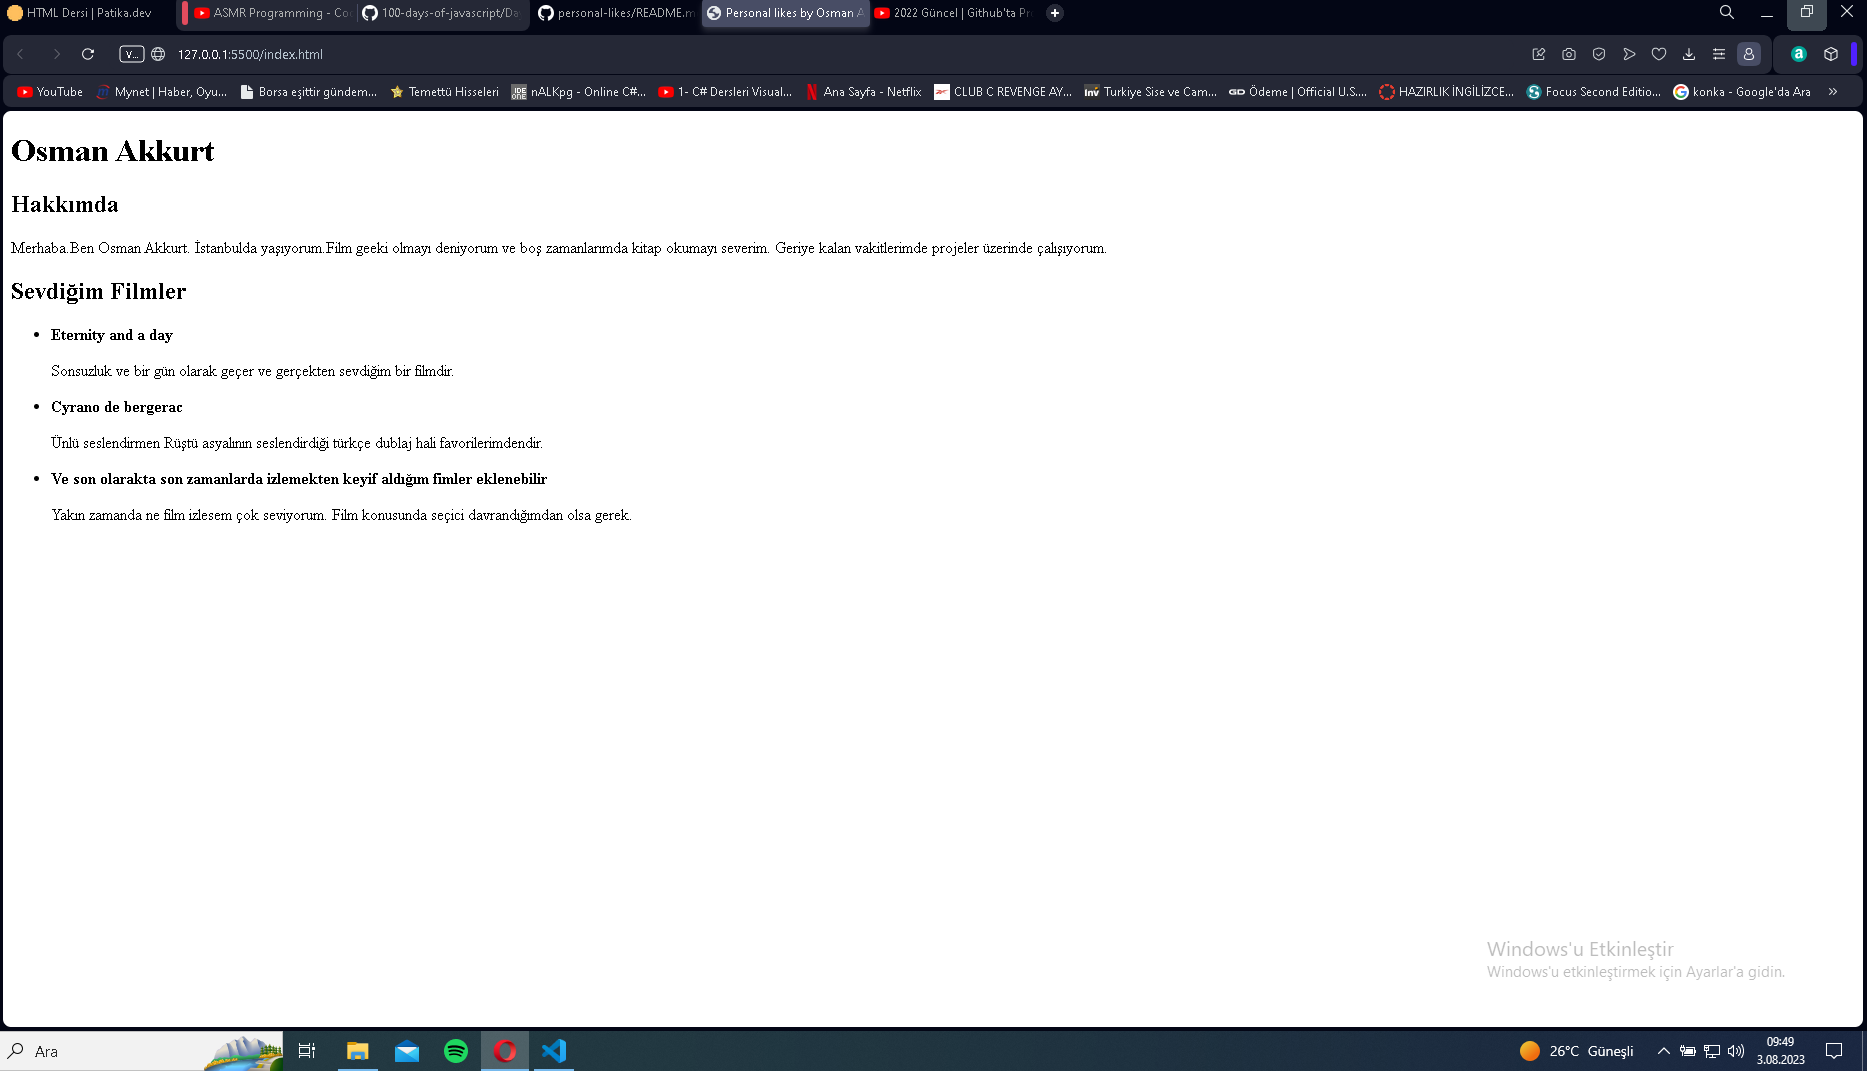 HTML Dersi | Patika.dev
ASMR Programming - Co
100-days-of-javascript/Da
personal-likes/README.m
Personal likes by Osman A
2022 Güncel | Github'ta Pr
V...
127.0.0.1:5500/index.html
YouTube
Mynet | Haber, Oyu...
Borsa eşittir gündem...
Temettü Hisseleri
nALKpg - Online C#...
1- C# Dersleri Visual...
Ana Sayfa - Netflix
CLUB C REVENGE AY...
Turkiye Sise ve Cam...
Ödeme | Official U.S....
HAZIRLIK İNGİLİZCE...
Focus Second Editio...
konka - Google'da Ara
Osman Akkurt
Hakkımda
Merhaba.Ben Osman Akkurt. İstanbulda yaşıyorum.Film geeki olmayı deniyorum ve boş zamanlarımda kitap okumayı severim. Geriye kalan vakitlerimde projeler üzerinde çalışıyorum.
Sevdiğim Filmler
Eternity and a day
Sonsuzluk ve bir gün olarak geçer ve gerçekten sevdiğim bir filmdir.
Cyrano de bergerac
Ünlü seslendirmen Rüştü asyalının seslendirdiği türkçe dublaj hali favorilerimdendir.
Ve son olarakta son zamanlarda izlemekten keyif aldığım fimler eklenebilir
Yakın zamanda ne film izlesem çok seviyorum. Film konusunda seçici davrandığımdan olsa gerek.
Windows'u Etkinleştir
Windows'u etkinleştirmek için Ayarlar'a gidin.
Ara
26°C Güneşli
09:49
3.08.2023